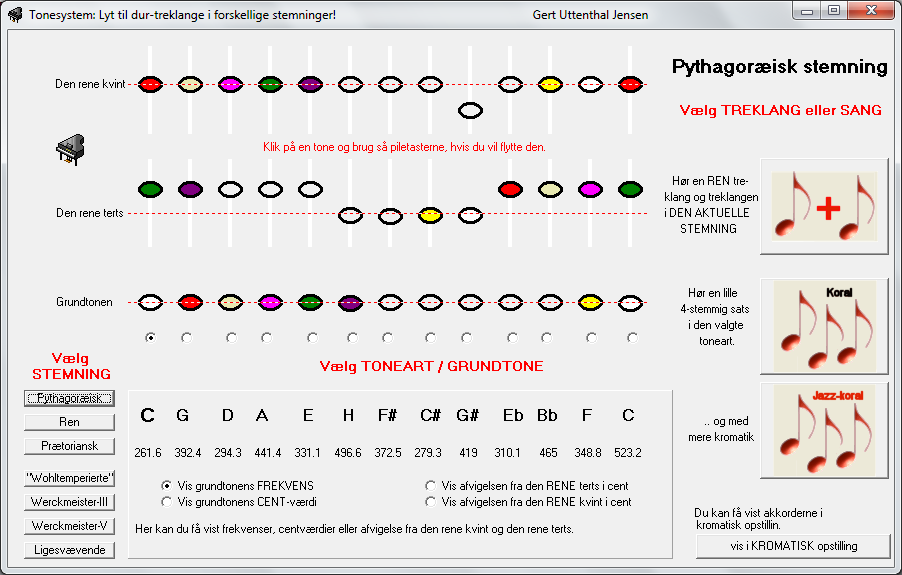 Tonesystem: Lyt til dur-treklange i forskellige stemninger!
Gert Uttenthal Jensen
Den rene kvint
Pythagoræisk stemning
Vælg TREKLANG eller SANG
Klik på en tone og brug så piletasterne, hvis du vil flytte den.
Den rene terts
Hør en REN tre-
klang og treklangen
i DEN AKTUELLE
STEMNING
Grundtonen
Hør en lille
4-stemmig sats
i den valgte
toneart.
Koral
Vælg
STEMNING
Vælg TONEART / GRUNDTONE
Pythagoræisk
Ren
Prætoriansk
"Wohltemperierte"
Werckmeister-III
Werckmeister-V
Ligesvævende
C G D A E H F# C# G# Eb Bb F C
261.6 392.4 294.3 441.4 331.1 496.6 372.5 279.3 419 310.1 465 348.8 523.2
Vis grundtonens FREKVENS
Vis afvigelsen fra den RENE terts i cent
Vis grundtonens CENT-værdi
Vis afvigelsen fra den RENE kvint i cent
Her kan du få vist frekvenser, centværdier eller afvigelse fra den rene kvint og den rene terts.
.. og med
mere kromatik
Jazz-koral
Du kan få vist akkorderne i
kromatisk opstillin.
vis i KROMATISK opstilling